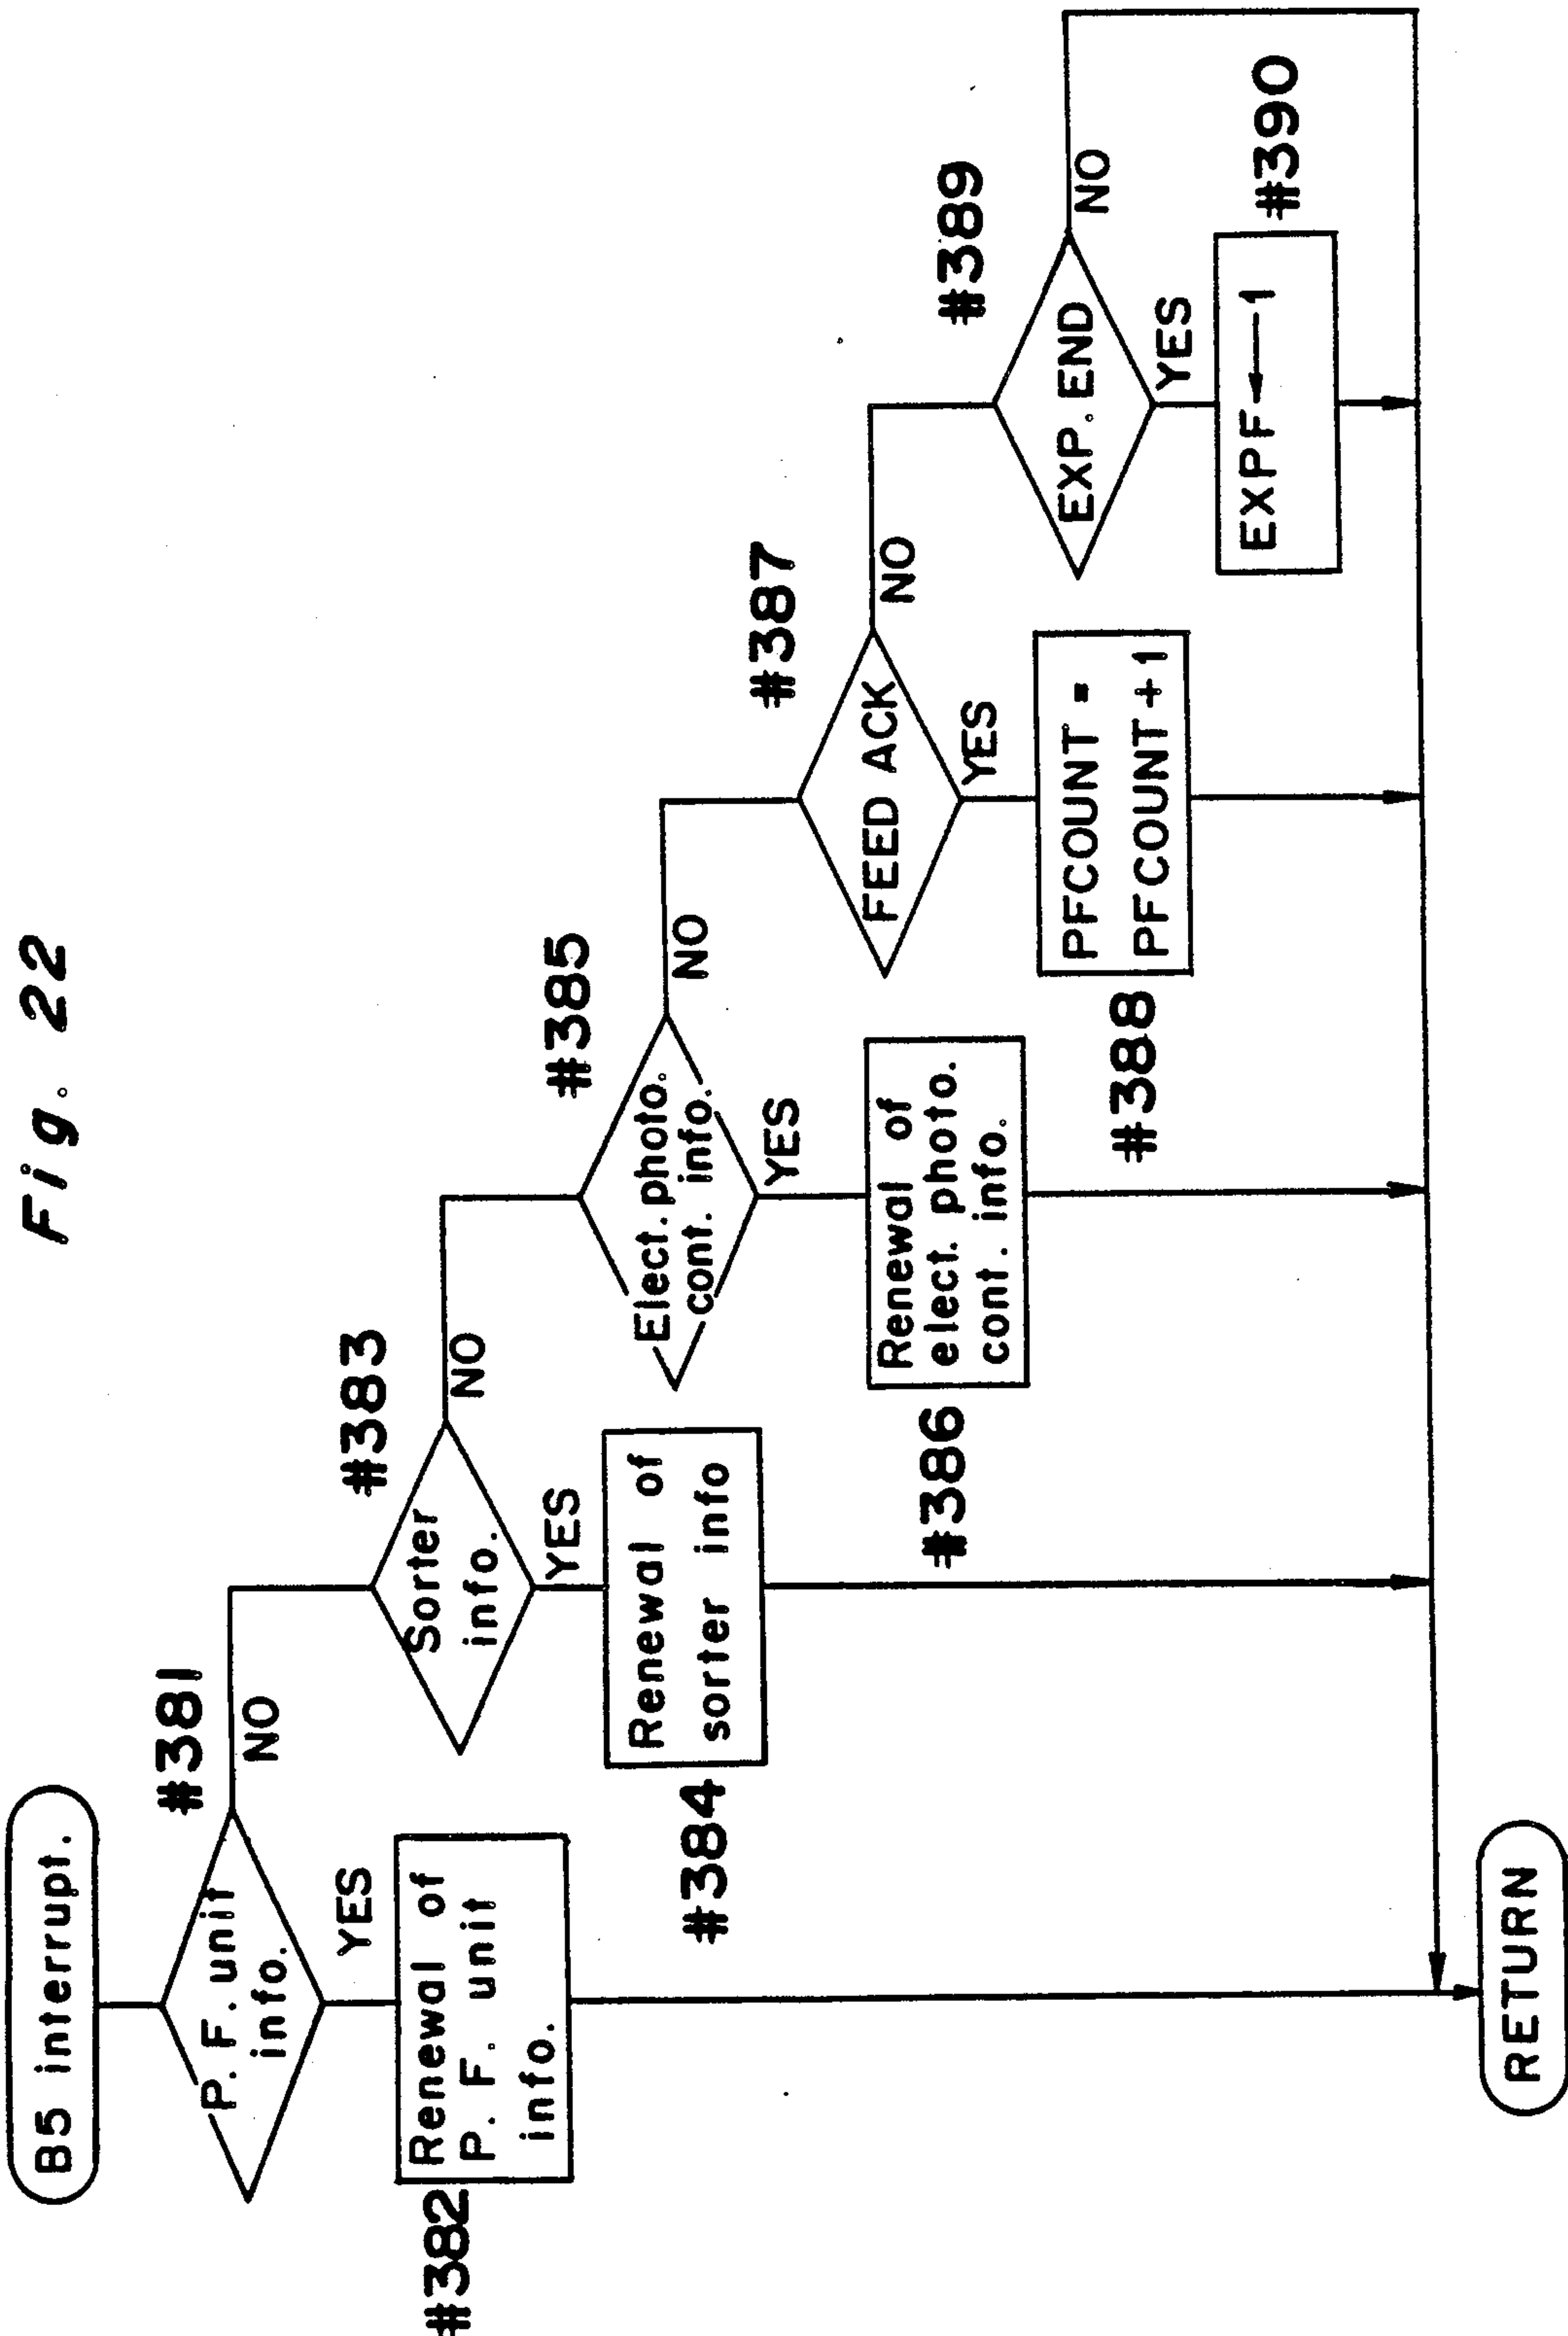 Fig. 22
B5 interrupt.
#381
P. F. unit
info.
NO
YES
#382
Renewal of
P. F. unit
info.
#383
Sorter
info.
NO
YES
#384
Renewal of
sorter info
#385
Elect. photo.
cont. info.
NO
YES
#386
Renewal of
elect. photo.
cont. info.
#387
FEED ACK
NO
YES
#388
PFCOUNT =
PFCOUNT + 1
#389
EXP. END
NO
YES
#390
EXPF ← 1
RETURN